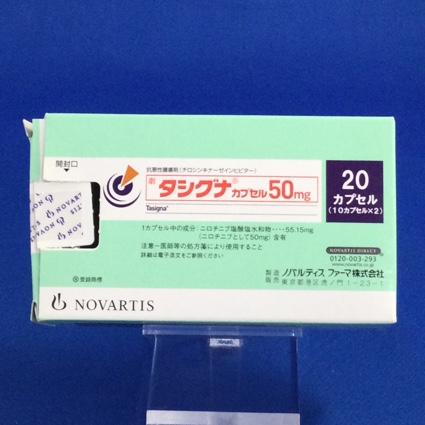 開封口
抗悪性腫瘍剤(チロシンキナーゼインヒビター)
劇 タシグナ®カプセル50mg
Tasigna®
20
カプセル
(10カプセル×2)
1カプセル中の成分:ニロチニブ塩酸塩水和物‥‥55.15mg
(ニロチニブとして50mg)含有
注意-医師等の処方箋により使用すること
詳細は電子添文をご参照ください
NOVARTIS DIRECT
0120-003-293
www.novartis.co.jp
製造販売 ノバルティス ファーマ株式会社
東京都港区虎ノ門1-23-1
®登録商標
NOVARTIS